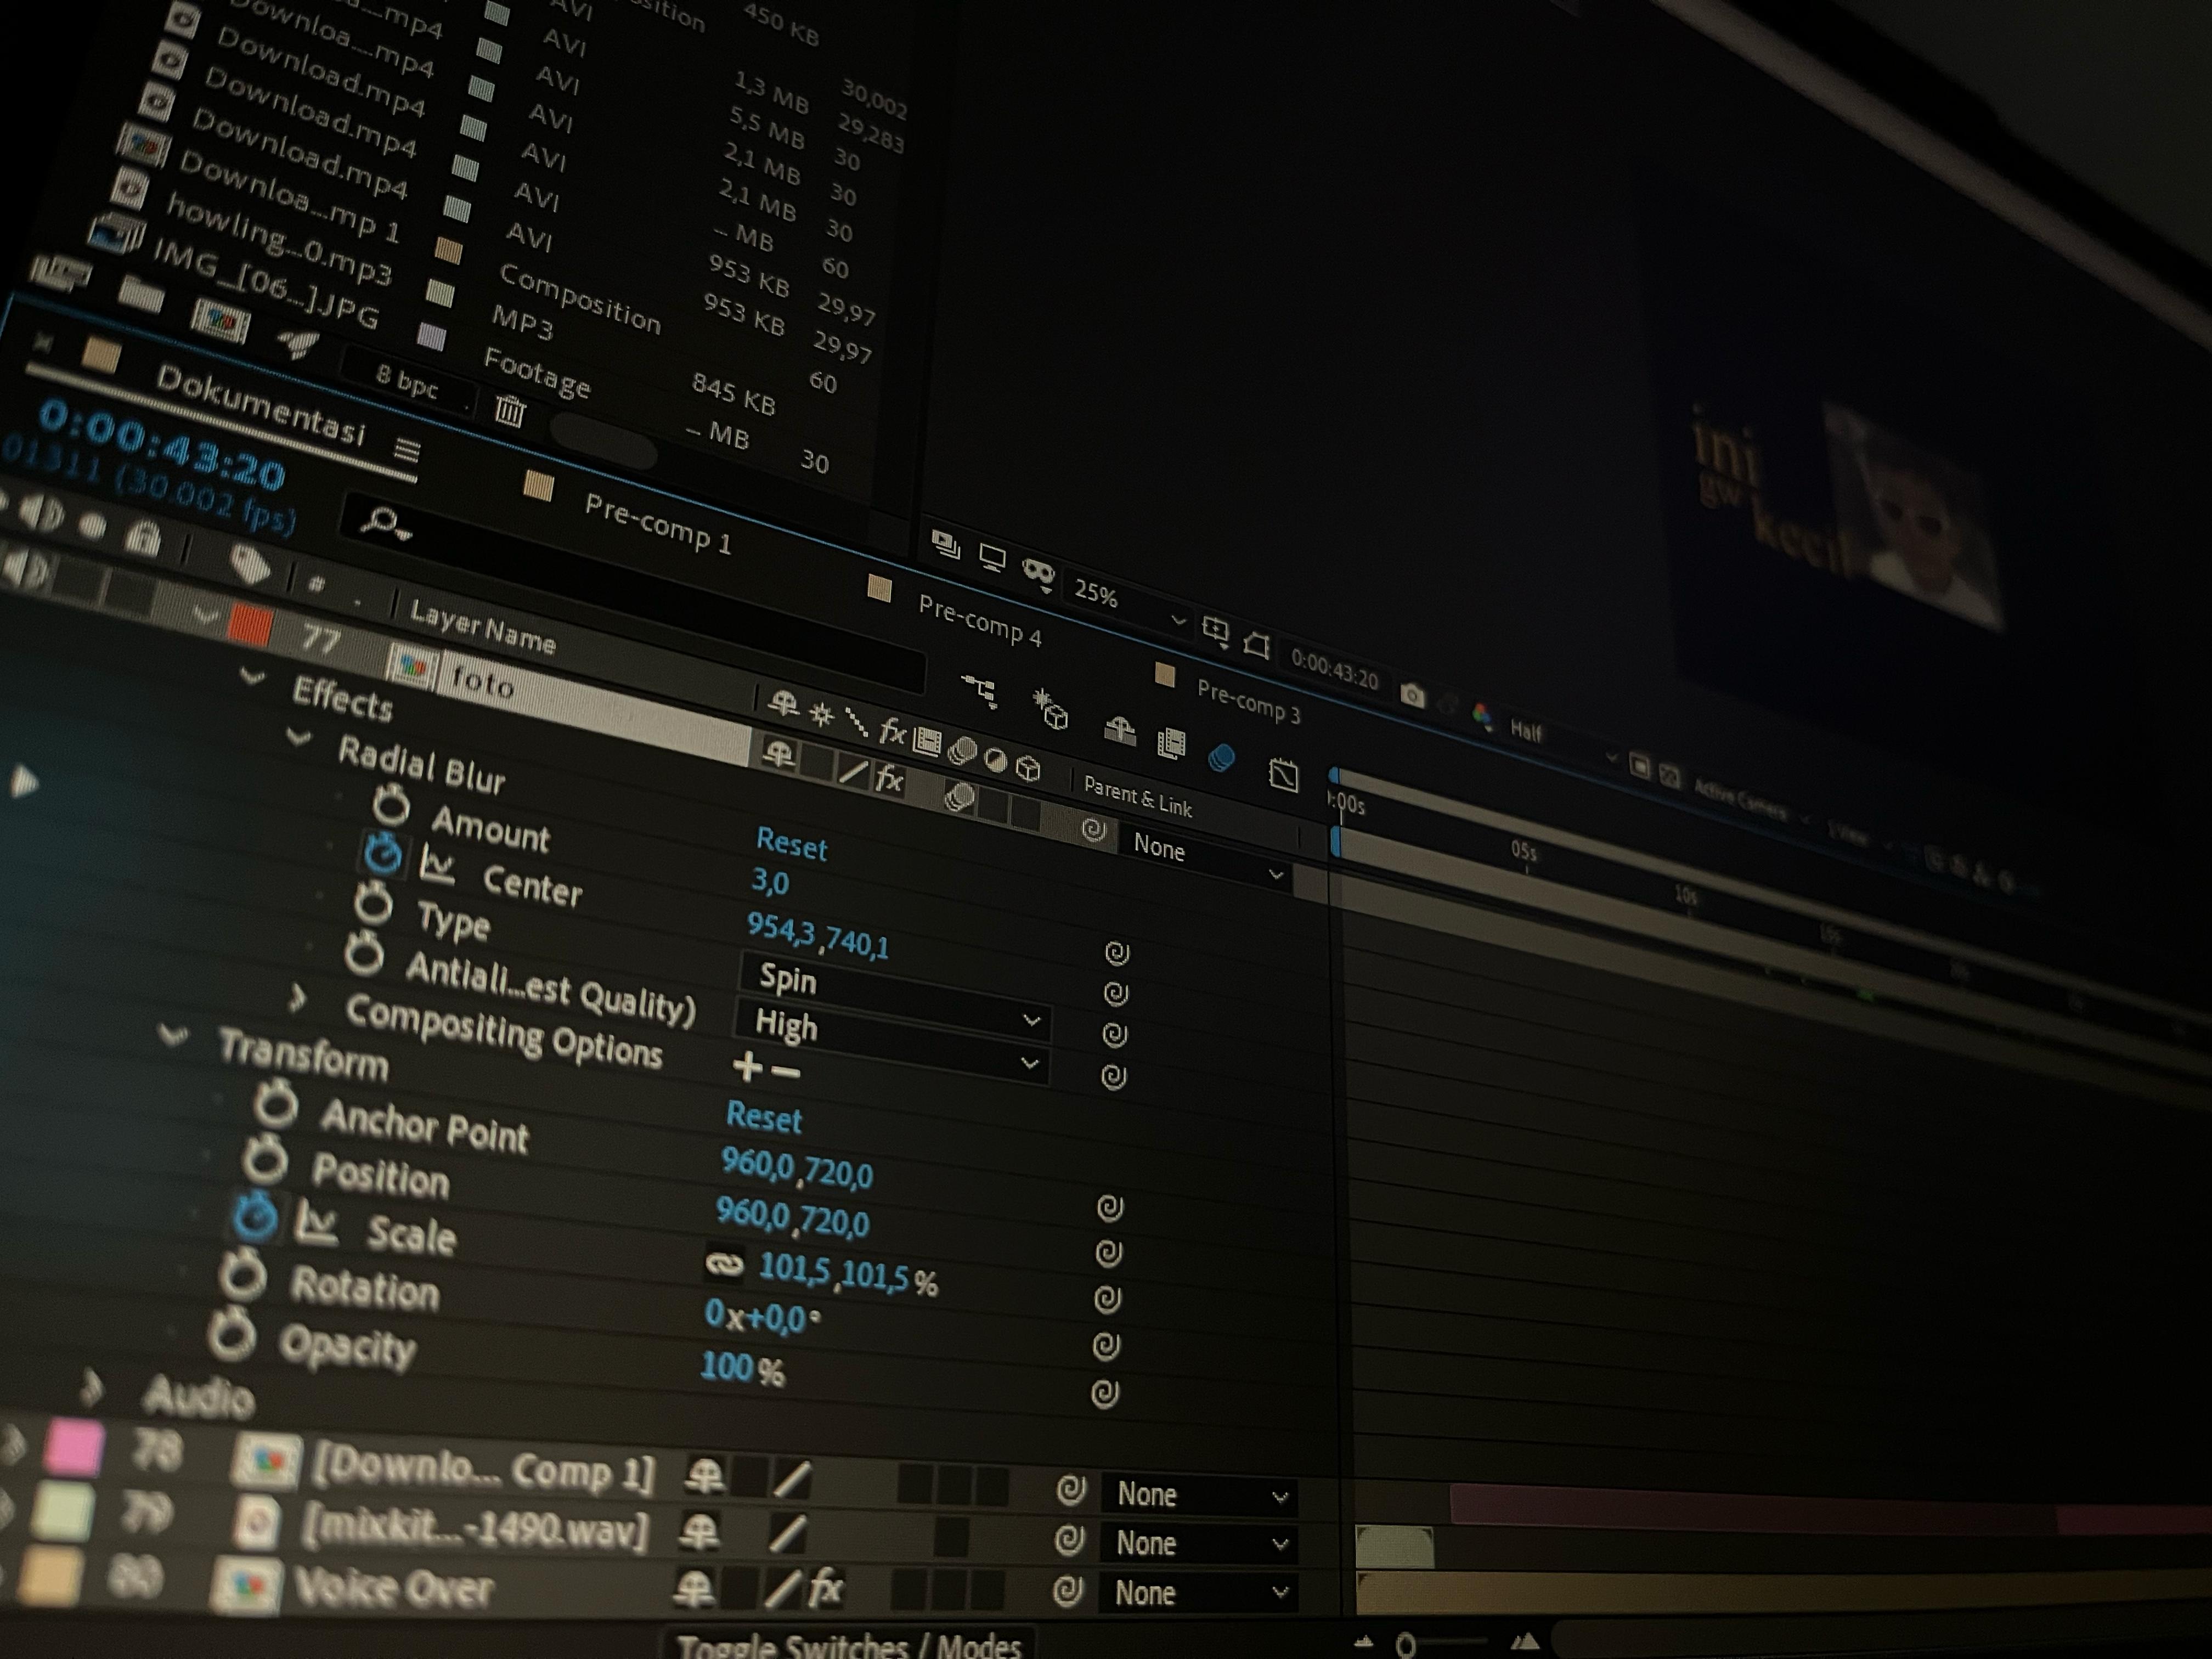 ...mp4 AVI 450 KB
Downloa...mp4 AVI 1,3 MB 30,002
Download.mp4 AVI 5,5 MB 29,283
Download.mp4 AVI 2,1 MB 30
Download.mp4 AVI 2,1 MB 30
Downloa...mp 1 Composition -- MB 30
howling...0.mp3 MP3 953 KB 60
IMG_[06...].JPG Footage 953 KB 29,97
845 KB 29,97
-- MB 60
30
8 bpc
Dokumentasi
Pre-comp 1
Pre-comp 4
Pre-comp 3
0:00:43:20
01311 (30.002 fps)
ini
gw
kecil
25%
0:00:43:20
Half
Active Camera
1 View
# Layer Name
Parent & Link
:00s
05s
10s
77 foto
None
Effects
Radial Blur Reset
Amount 3,0
Center 954,3,740,1
Type Spin
Antiali...est Quality) High
Compositing Options + −
Transform Reset
Anchor Point 960,0,720,0
Position 960,0,720,0
Scale 101,5,101,5 %
Rotation 0x+0,0°
Opacity 100 %
Audio
78 [Downlo... Comp 1] None
79 [mixkit...-1490.wav] None
80 Voice Over fx None
Toggle Switches / Modes